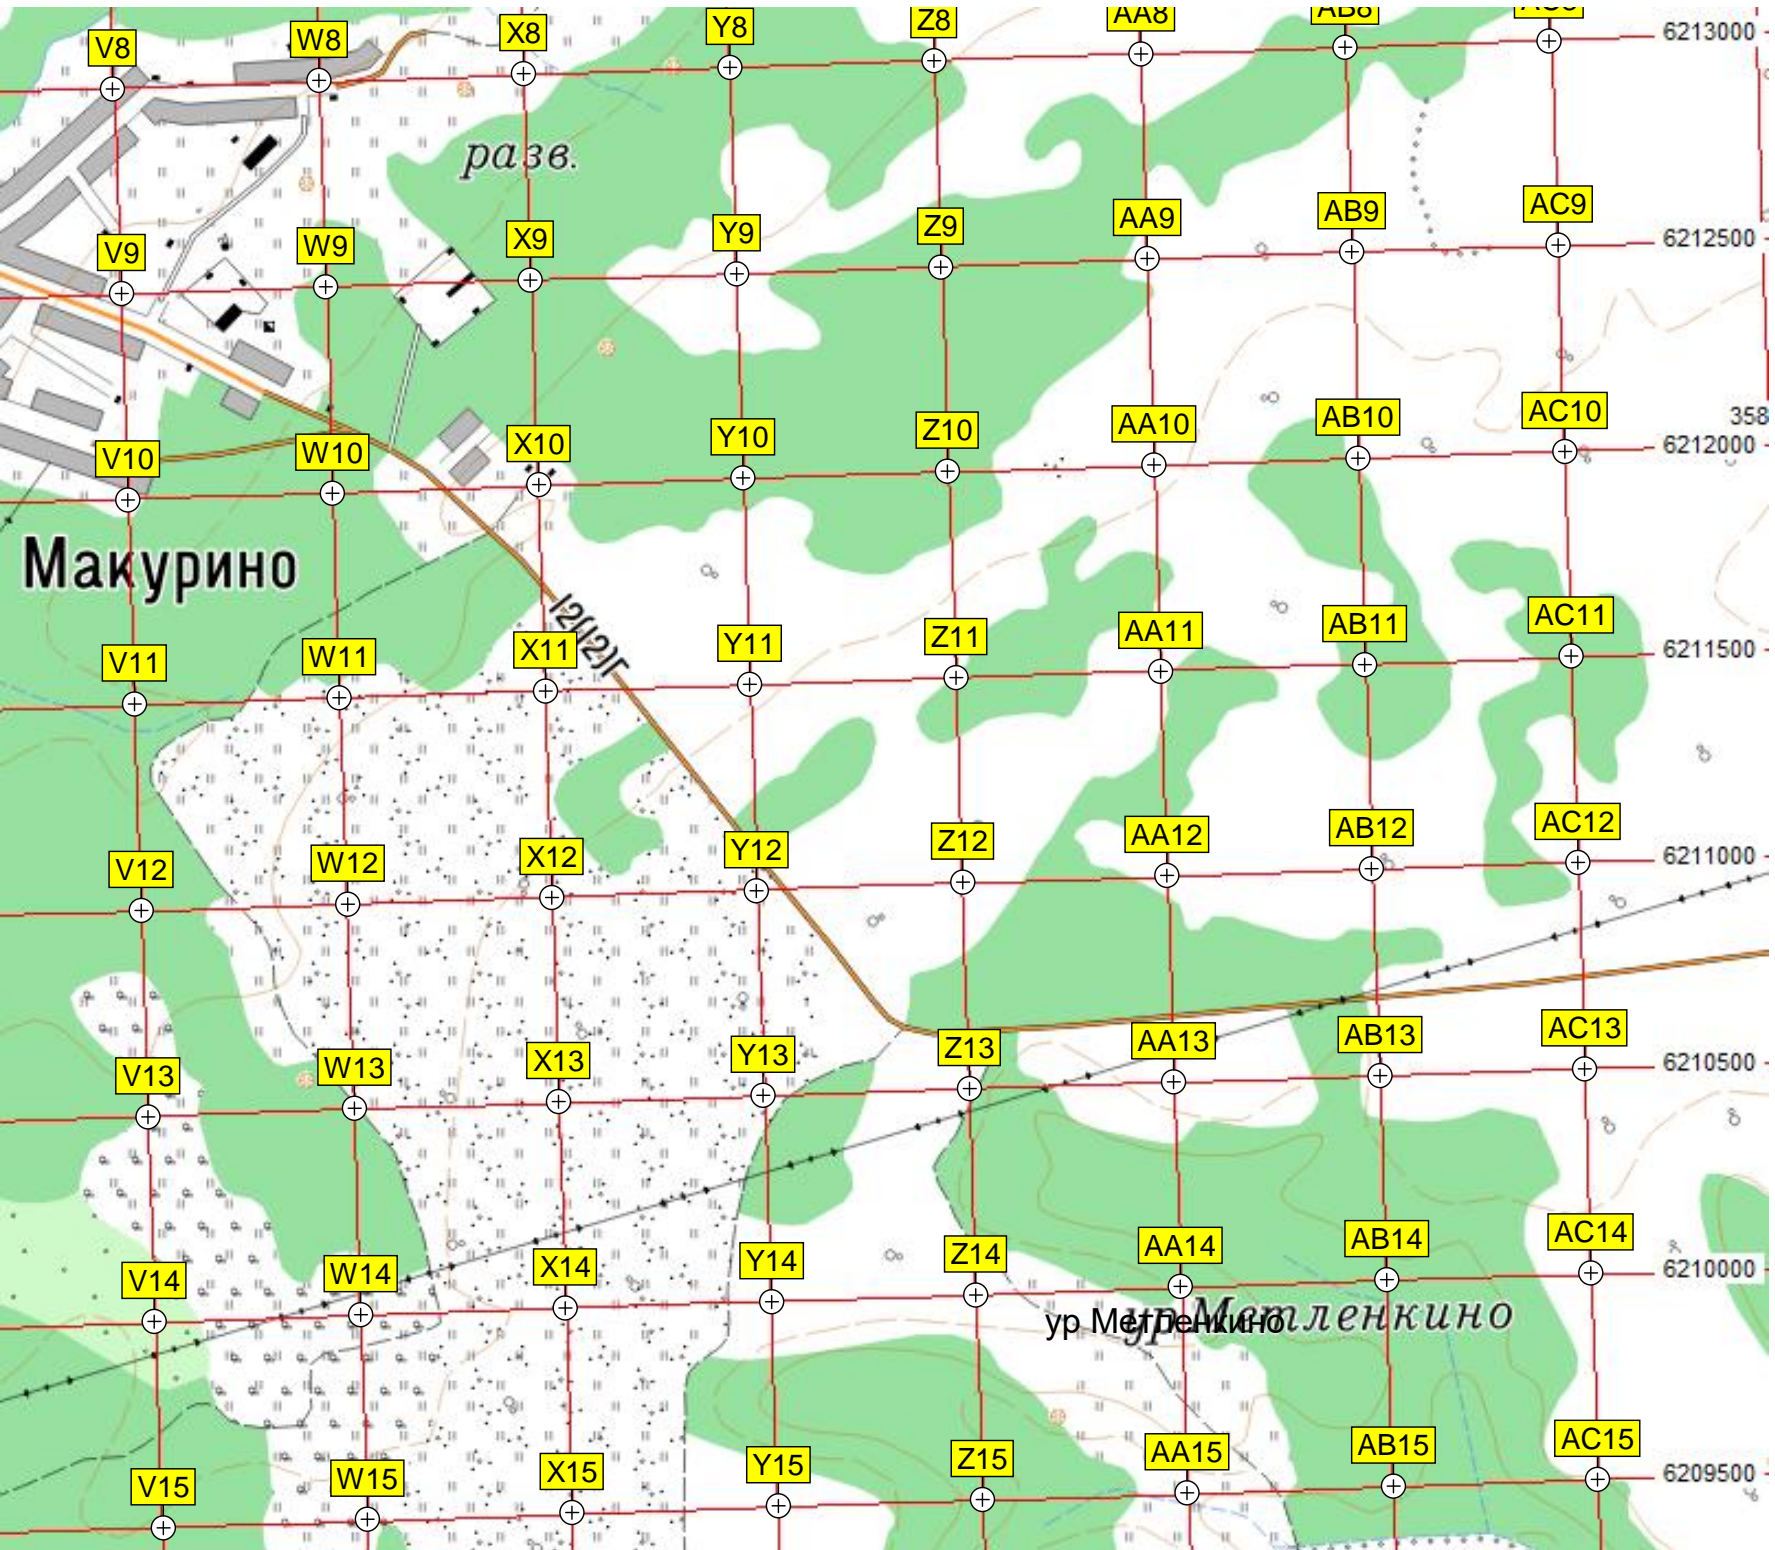 V8 W8 X8 Y8 Z8 AA8 AB8
6213000
разв.
V9 W9 X9 Y9 Z9 AA9 AB9 AC9
6212500
358
V10 W10 X10 Y10 Z10 AA10 AB10 AC10
6212000
Макурино
12(12)Г
V11 W11 X11 Y11 Z11 AA11 AB11 AC11
6211500
V12 W12 X12 Y12 Z12 AA12 AB12 AC12
6211000
V13 W13 X13 Y13 Z13 AA13 AB13 AC13
6210500
V14 W14 X14 Y14 Z14 AA14 AB14 AC14
6210000
ур Метленкино
ур.Метленкино
V15 W15 X15 Y15 Z15 AA15 AB15 AC15
6209500